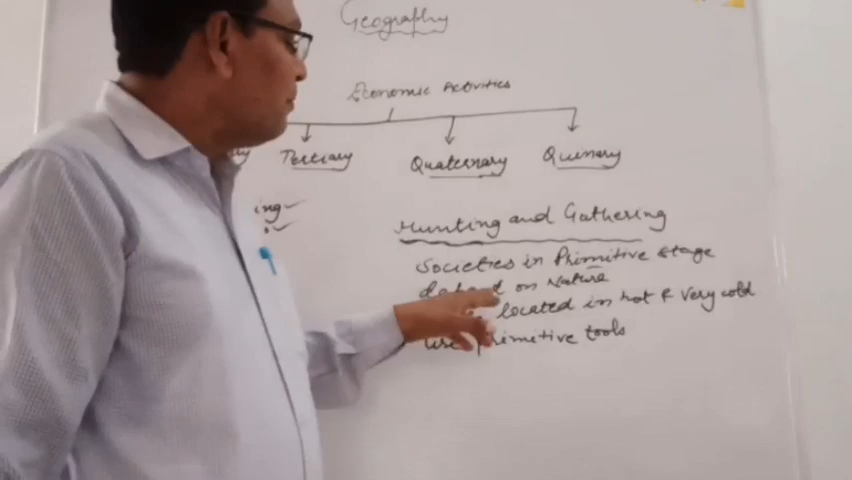 Geography
Economic Activities
Tertiary Quaternary Quinary
ing
Hunting and Gathering
Societies in Primitive stage
depend on Nature
located in hot & very cold
use primitive tools